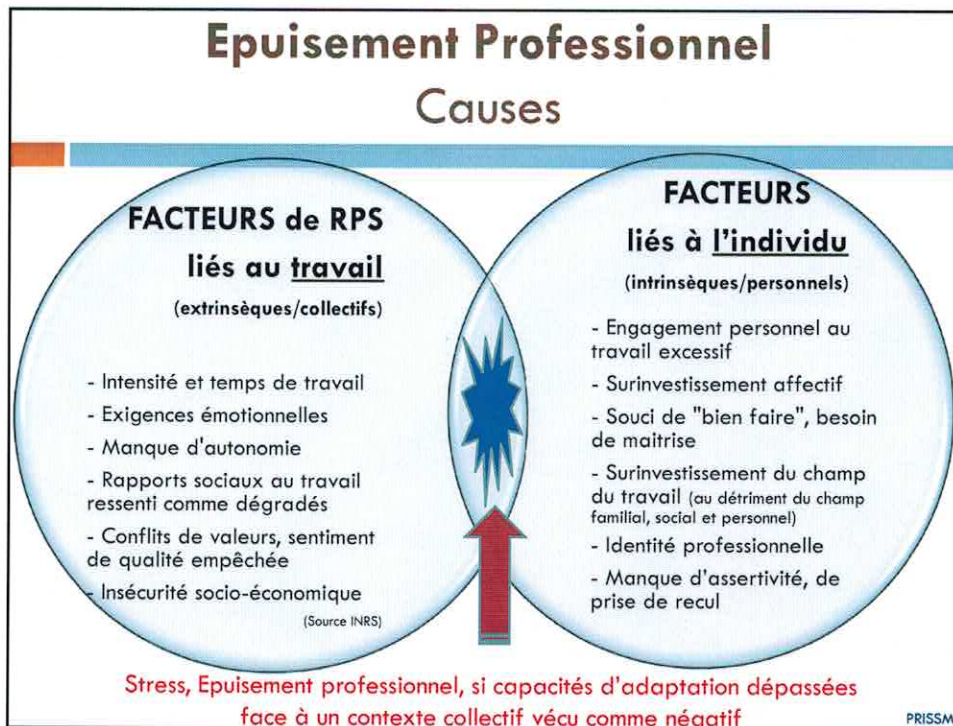 Epuisement Professionnel
Causes
FACTEURS de RPS
liés au travail
(extrinsèques/collectifs)
- Intensité et temps de travail
- Exigences émotionnelles
- Manque d'autonomie
- Rapports sociaux au travail
ressenti comme dégradés
- Conflits de valeurs, sentiment
de qualité empêchée
- Insécurité socio-économique
(Source INRS)
FACTEURS
liés à l'individu
(intrinsèques/personnels)
- Engagement personnel au
travail excessif
- Surinvestissement affectif
- Souci de "bien faire", besoin
de maitrise
- Surinvestissement du champ
du travail (au détriment du champ
familial, social et personnel)
- Identité professionnelle
- Manque d'assertivité, de
prise de recul
Stress, Epuisement professionnel, si capacités d'adaptation dépassées
face à un contexte collectif vécu comme négatif
PRISSM